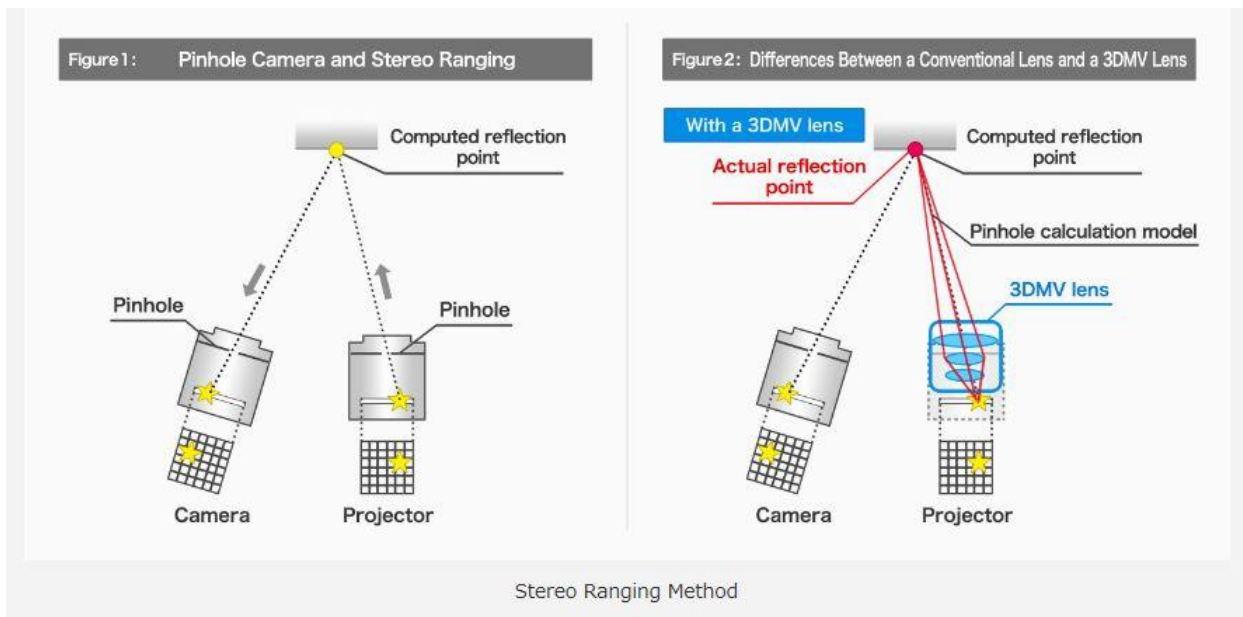 Figure1: Pinhole Camera and Stereo Ranging
Computed reflection
point
Pinhole
Pinhole
Camera
Projector
Figure2: Differences Between a Conventional Lens and a 3DMV Lens
With a 3DMV lens
Computed reflection
point
Actual reflection
point
Pinhole calculation model
3DMV lens
Camera
Projector
Stereo Ranging Method